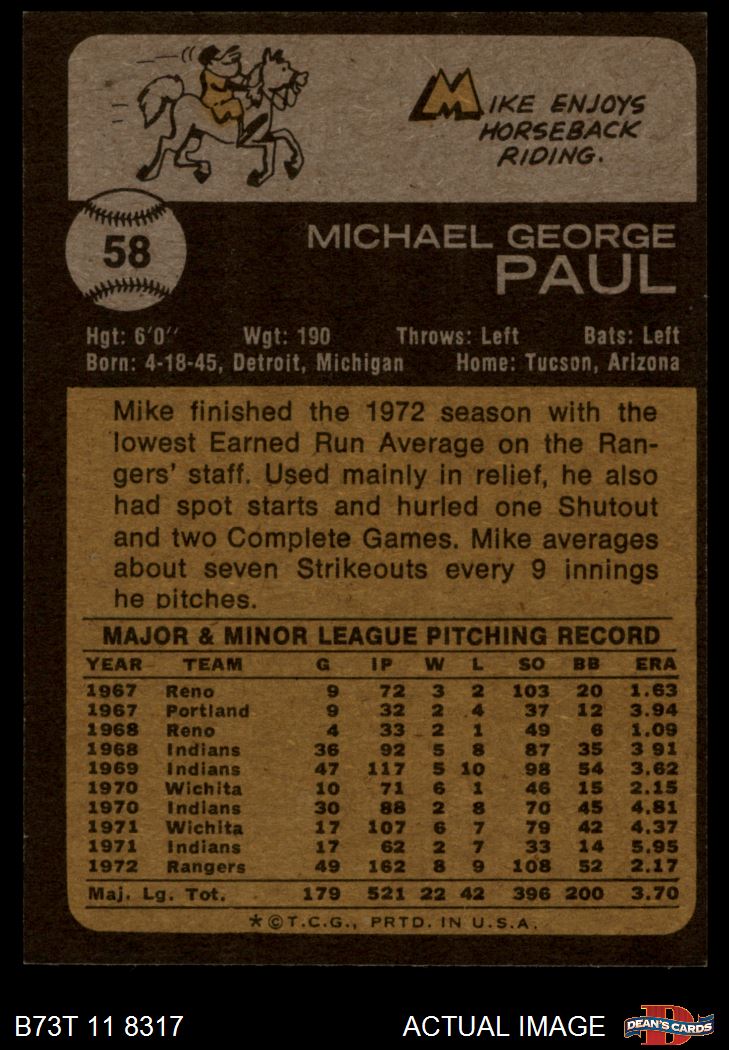 MIKE ENJOYS
HORSEBACK
RIDING.
58
MICHAEL GEORGE
PAUL
Hgt: 6'0" Wgt: 190 Throws: Left Bats: Left
Born: 4-18-45, Detroit, Michigan Home: Tucson, Arizona
Mike finished the 1972 season with the
lowest Earned Run Average on the Ran-
gers' staff. Used mainly in relief, he also
had spot starts and hurled one Shutout
and two Complete Games. Mike averages
about seven Strikeouts every 9 innings
he pitches.
MAJOR & MINOR LEAGUE PITCHING RECORD
YEAR TEAM G IP W L SO BB ERA
1967 Reno 9 72 3 2 103 20 1.63
1967 Portland 9 32 2 4 37 12 3.94
1968 Reno 4 33 2 1 49 6 1.09
1968 Indians 36 92 5 8 87 35 3 91
1969 Indians 47 117 5 10 98 54 3.62
1970 Wichita 10 71 6 1 46 15 2.15
1970 Indians 30 88 2 8 70 45 4.81
1971 Wichita 17 107 6 7 79 42 4.37
1971 Indians 17 62 2 7 33 14 5.95
1972 Rangers 49 162 8 9 108 52 2.17
Maj. Lg. Tot. 179 521 22 42 396 200 3.70
*©T.C.G., PRTD. IN U.S.A.
B73T 11 8317 ACTUAL IMAGE
D
DEAN'S CARDS